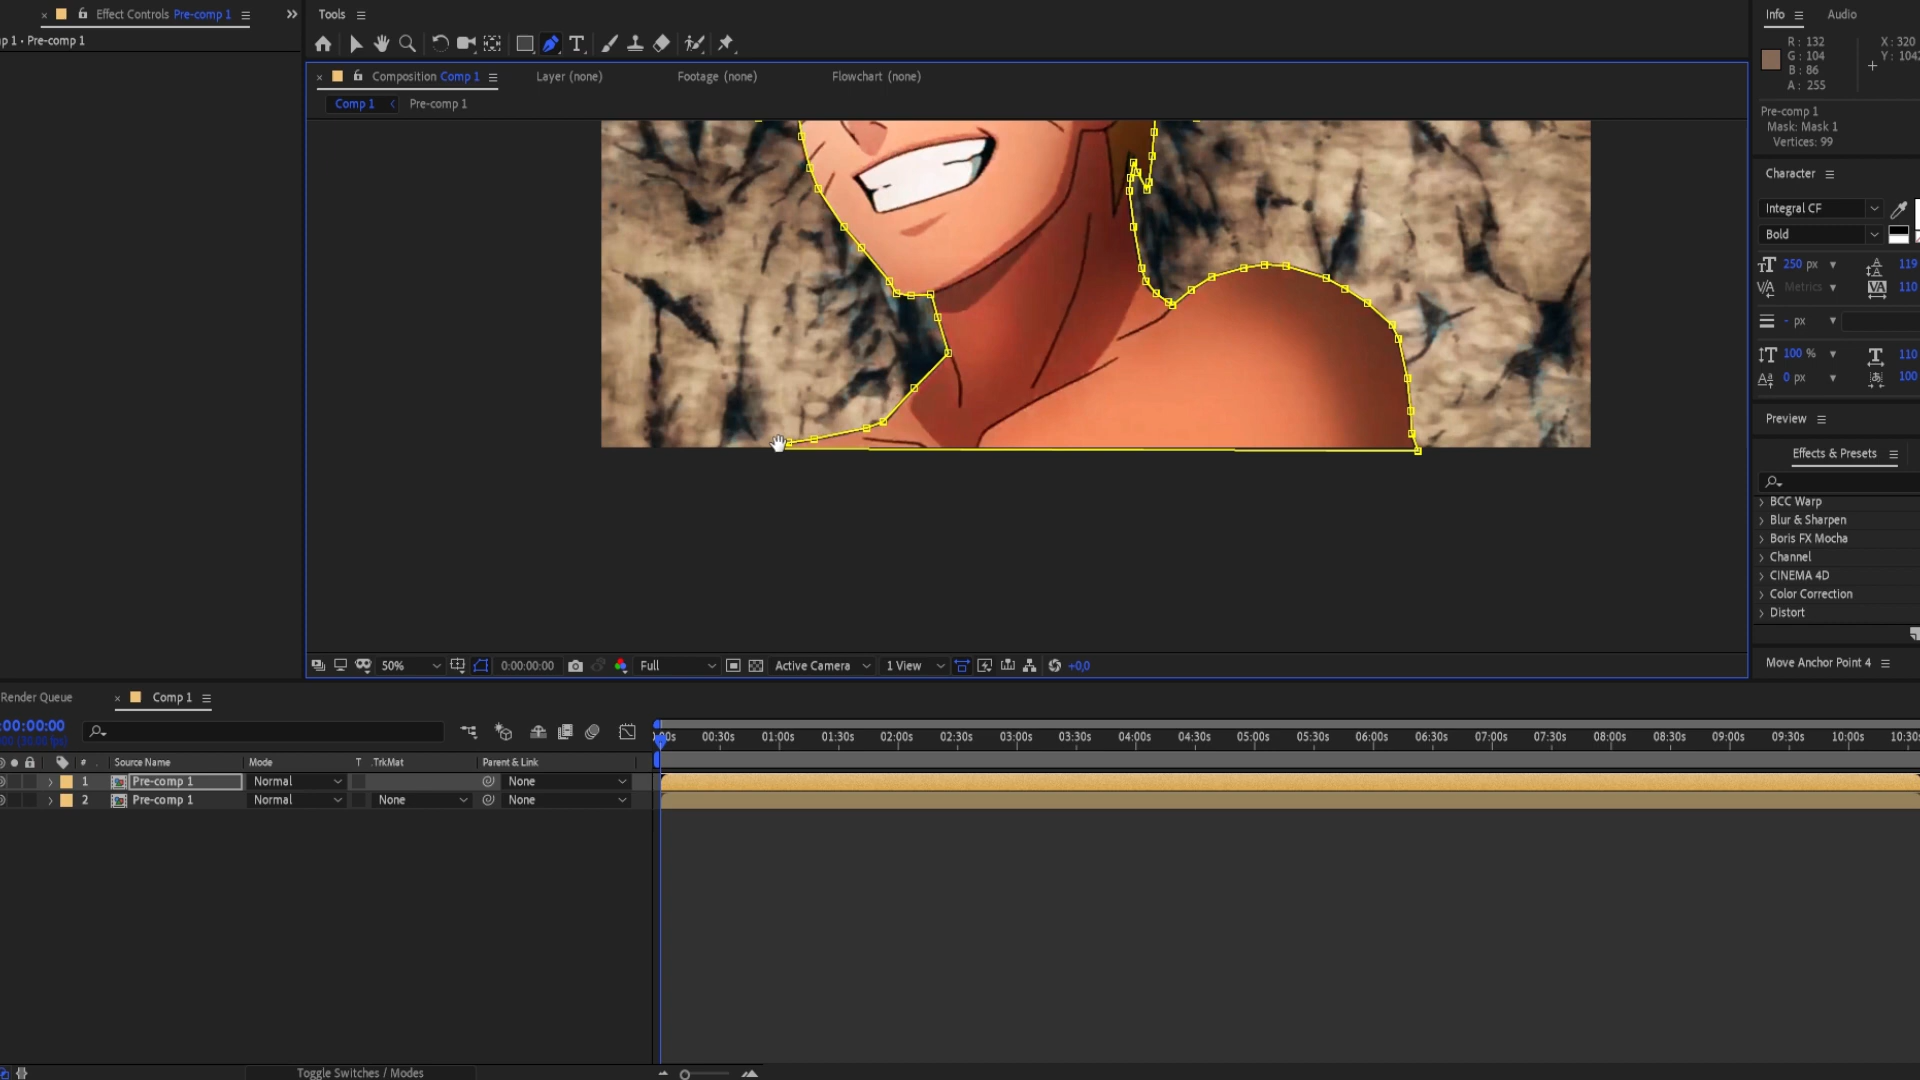 Effect Controls Pre-comp 1
p 1 · Pre-comp 1
Tools
Composition Comp 1
Layer (none)
Footage (none)
Flowchart (none)
Comp 1
Pre-comp 1
Info
Audio
R: 132
G: 104
B: 86
A: 255
X: 320
Y: 1042
Pre-comp 1
Mask: Mask 1
Vertices: 99
Character
Integral CF
Bold
250 px
119
Metrics
110
- px
100 %
110
0 px
100
Preview
Effects & Presets
BCC Warp
Blur & Sharpen
Boris FX Mocha
Channel
CINEMA 4D
Color Correction
Distort
Move Anchor Point 4
50%
0:00:00:00
Full
Active Camera
1 View
+0,0
Render Queue
Comp 1
:00:00:00
# Source Name
Mode
T .TrkMat
Parent & Link
1 Pre-comp 1 Normal None
2 Pre-comp 1 Normal None None
00:30s 01:00s 01:30s 02:00s 02:30s 03:00s 03:30s 04:00s 04:30s 05:00s 05:30s 06:00s 06:30s 07:00s 07:30s 08:00s 08:30s 09:00s 09:30s 10:00s 10:30s
Toggle Switches / Modes